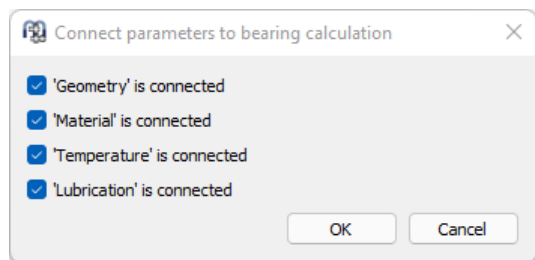 Connect parameters to bearing calculation
'Geometry' is connected
'Material' is connected
'Temperature' is connected
'Lubrication' is connected
OK Cancel